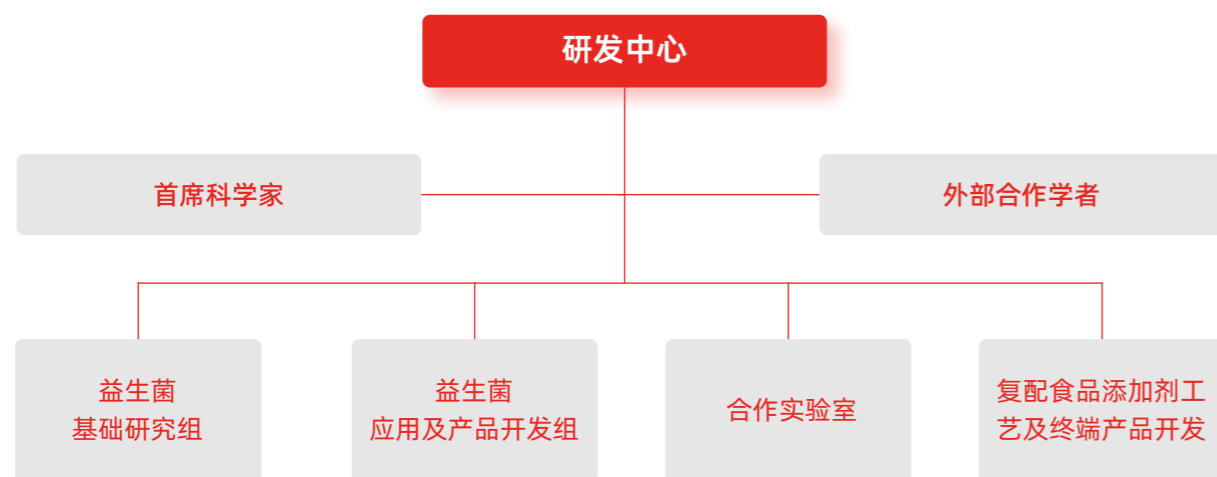 研发中心
首席科学家
外部合作学者
益生菌
基础研究组
益生菌
应用及产品开发组
合作实验室
复配食品添加剂工
艺及终端产品开发